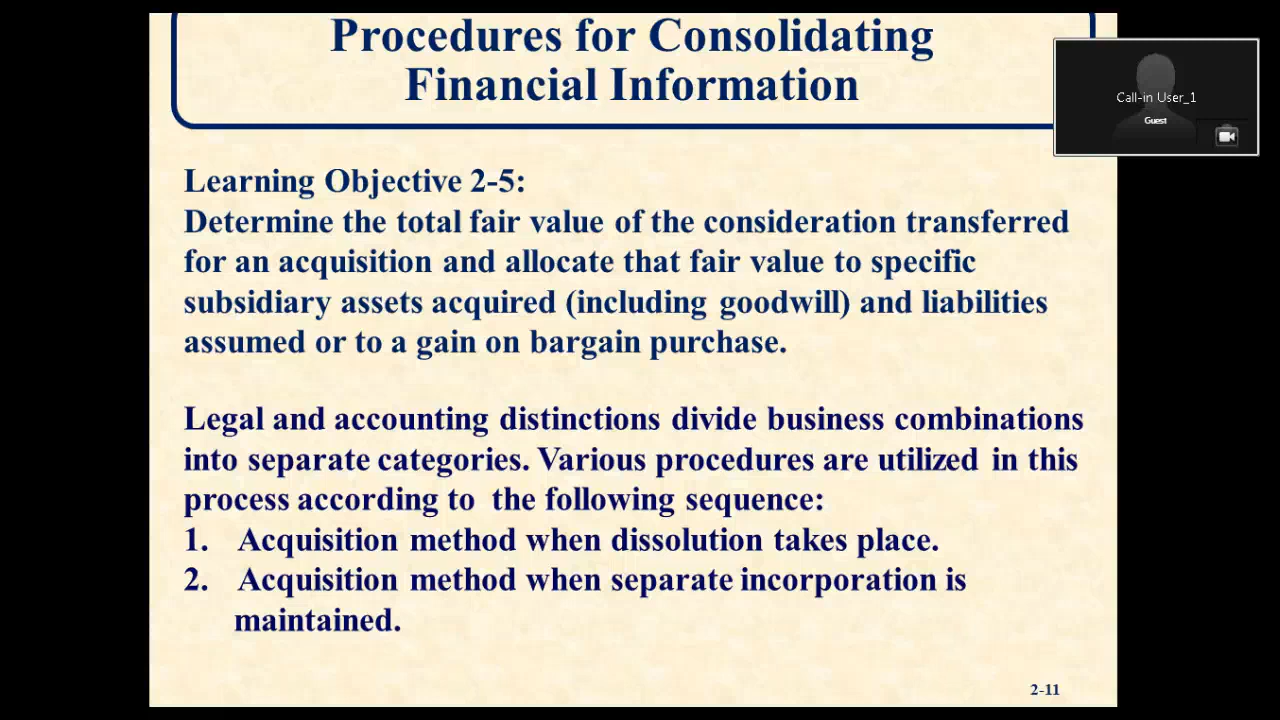 Procedures for Consolidating
Financial Information
Call-in User_1
Guest
Learning Objective 2-5:
Determine the total fair value of the consideration transferred
for an acquisition and allocate that fair value to specific
subsidiary assets acquired (including goodwill) and liabilities
assumed or to a gain on bargain purchase.
Legal and accounting distinctions divide business combinations
into separate categories. Various procedures are utilized in this
process according to the following sequence:
1. Acquisition method when dissolution takes place.
2. Acquisition method when separate incorporation is
maintained.
2-11